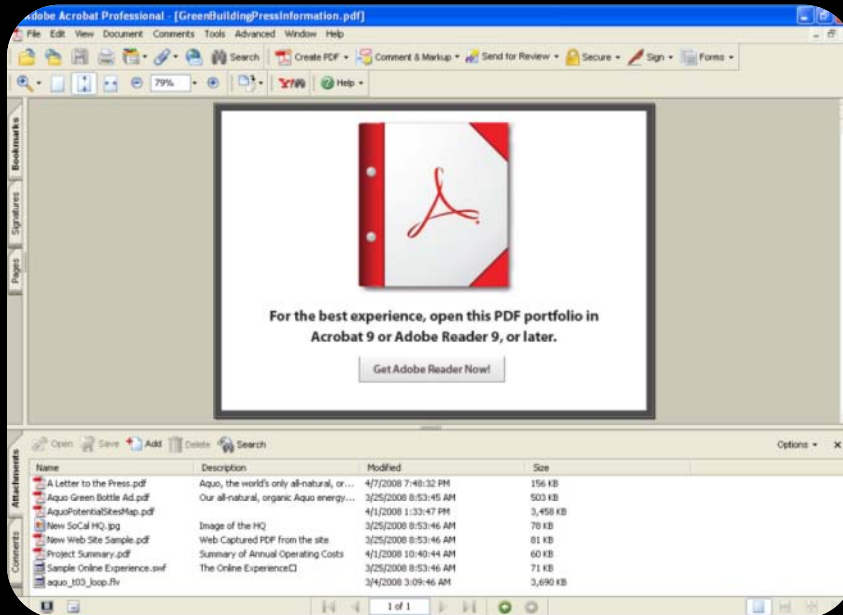 Adobe Acrobat Professional - [GreenBuildingPressInformation.pdf]
File Edit View Document Comments Tools Advanced Window Help
Search Create PDF Comment & Markup Send for Review Secure Sign Forms
79% Y! Help
Bookmarks
Signatures
Pages
For the best experience, open this PDF portfolio in
Acrobat 9 or Adobe Reader 9, or later.
Get Adobe Reader Now!
Open Save Add Delete Search Options
Attachments
Comments
Name Description Modified Size
A Letter to the Press.pdf Aquo, the world's only all-natural, or... 4/7/2008 7:48:32 PM 156 KB
Aquo Green Bottle Ad.pdf Our all-natural, organic Aquo energy... 3/25/2008 8:53:45 AM 503 KB
AquoPotentialSitesMap.pdf 4/1/2008 1:33:47 PM 3,458 KB
New SoCal HQ.jpg Image of the HQ 3/25/2008 8:53:46 AM 78 KB
New Web Site Sample.pdf Web Captured PDF from the site 3/25/2008 8:53:46 AM 81 KB
Project Summary.pdf Summary of Annual Operating Costs 4/1/2008 10:40:44 AM 60 KB
Sample Online Experience.swf The Online Experience□ 3/25/2008 8:53:46 AM 71 KB
aquo_t03_loop.flv 3/4/2008 3:09:46 AM 3,690 KB
1 of 1